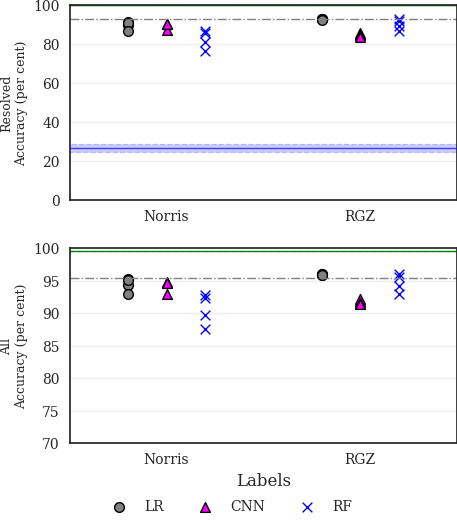 100
80
60
40
20
0
Resolved
Accuracy (per cent)
Norris RGZ
100
95
90
85
80
75
70
All
Accuracy (per cent)
Norris RGZ
Labels
LR CNN RF